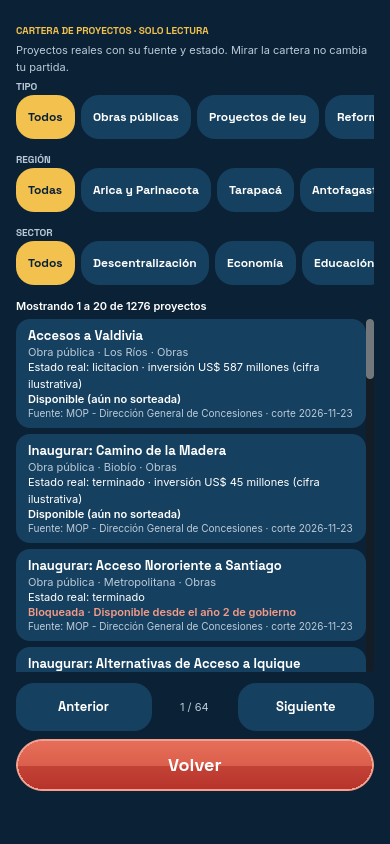 CARTERA DE PROYECTOS · SOLO LECTURA
Proyectos reales con su fuente y estado. Mirar la cartera no cambia
tu partida.
TIPO
Todos
Obras públicas
Proyectos de ley
Reform
REGIÓN
Todas
Arica y Parinacota
Tarapacá
Antofagast
SECTOR
Todos
Descentralización
Economía
Educación
Mostrando 1 a 20 de 1276 proyectos
Accesos a Valdivia
Obra pública · Los Ríos · Obras
Estado real: licitacion · inversión US$ 587 millones (cifra
ilustrativa)
Disponible (aún no sorteada)
Fuente: MOP - Dirección General de Concesiones · corte 2026-11-23
Inaugurar: Camino de la Madera
Obra pública · Biobío · Obras
Estado real: terminado · inversión US$ 45 millones (cifra
ilustrativa)
Disponible (aún no sorteada)
Fuente: MOP - Dirección General de Concesiones · corte 2026-11-23
Inaugurar: Acceso Nororiente a Santiago
Obra pública · Metropolitana · Obras
Estado real: terminado
Bloqueada · Disponible desde el año 2 de gobierno
Fuente: MOP - Dirección General de Concesiones · corte 2026-11-23
Inaugurar: Alternativas de Acceso a Iquique
Anterior
1 / 64
Siguiente
Volver